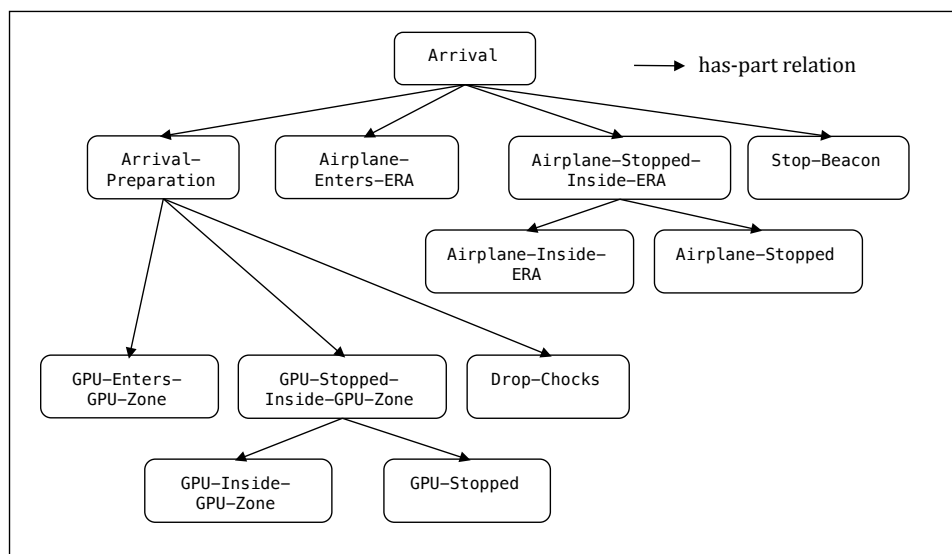 Arrival
has-part relation
Arrival-
Preparation
Airplane-
Enters-ERA
Airplane-Stopped-
Inside-ERA
Stop-Beacon
Airplane-Inside-
ERA
Airplane-Stopped
GPU-Enters-
GPU-Zone
GPU-Stopped-
Inside-GPU-Zone
Drop-Chocks
GPU-Inside-
GPU-Zone
GPU-Stopped